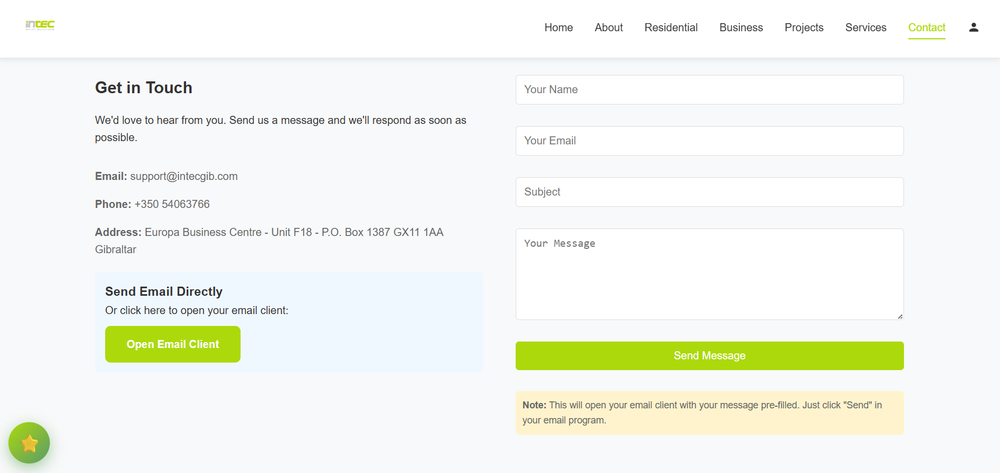 inTEC
Home
About
Residential
Business
Projects
Services
Contact
Get in Touch
We'd love to hear from you. Send us a message and we'll respond as soon as
possible.
Email: support@intecgib.com
Phone: +350 54063766
Address: Europa Business Centre - Unit F18 - P.O. Box 1387 GX11 1AA
Gibraltar
Send Email Directly
Or click here to open your email client:
Open Email Client
Your Name
Your Email
Subject
Your Message
Send Message
Note: This will open your email client with your message pre-filled. Just click "Send" in
your email program.